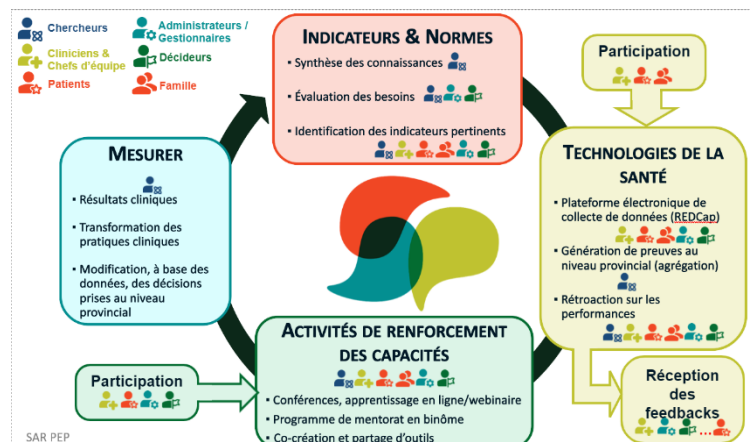 Chercheurs
Administrateurs /
Gestionnaires
Cliniciens &
Chefs d'équipe
Décideurs
Patients
Famille
INDICATEURS & NORMES
▪ Synthèse des connaissances
▪ Évaluation des besoins
▪ Identification des indicateurs pertinents
Participation
MESURER
▪ Résultats cliniques
▪ Transformation des
pratiques cliniques
▪ Modification, à base des
données, des décisions
prises au niveau
provincial
TECHNOLOGIES DE LA
SANTÉ
▪ Plateforme électronique de
collecte de données (REDCap)
▪ Génération de preuves au
niveau provincial (agrégation)
▪ Rétroaction sur les
performances
ACTIVITÉS DE RENFORCEMENT
DES CAPACITÉS
▪ Conférences, apprentissage en ligne/webinaire
▪ Programme de mentorat en binôme
▪ Co-création et partage d'outils
Participation
Réception
des
feedbacks
...
SAR PEP